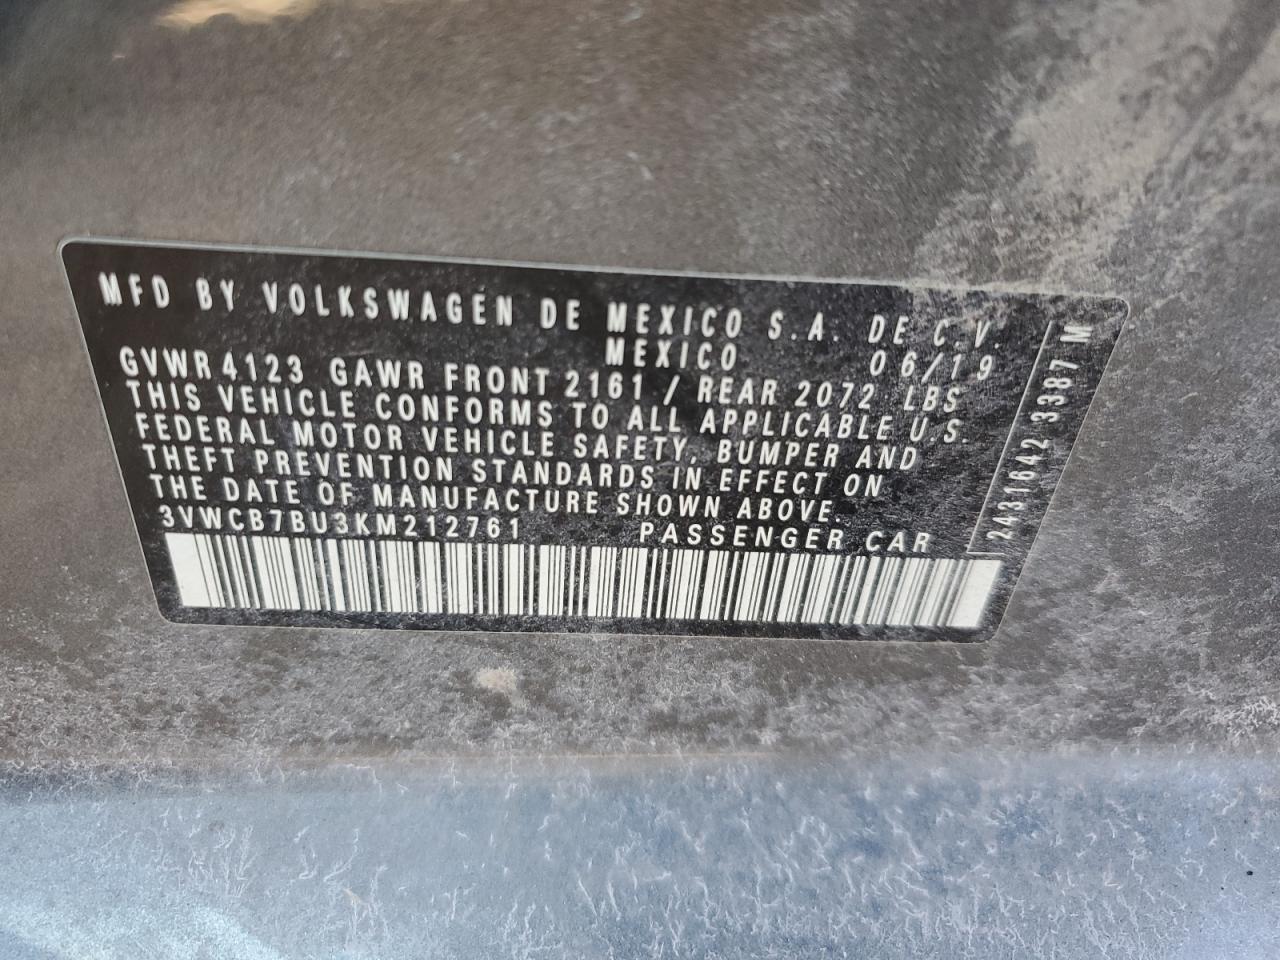 MFD BY VOLKSWAGEN DE MEXICO S.A. DE C.V.
MEXICO 06/19
GVWR 4123 GAWR FRONT 2161 / REAR 2072 LBS
THIS VEHICLE CONFORMS TO ALL APPLICABLE U.S.
FEDERAL MOTOR VEHICLE SAFETY, BUMPER AND
THEFT PREVENTION STANDARDS IN EFFECT ON
THE DATE OF MANUFACTURE SHOWN ABOVE.
3VWCB7BU3KM212761 PASSENGER CAR
2431642 3387 M